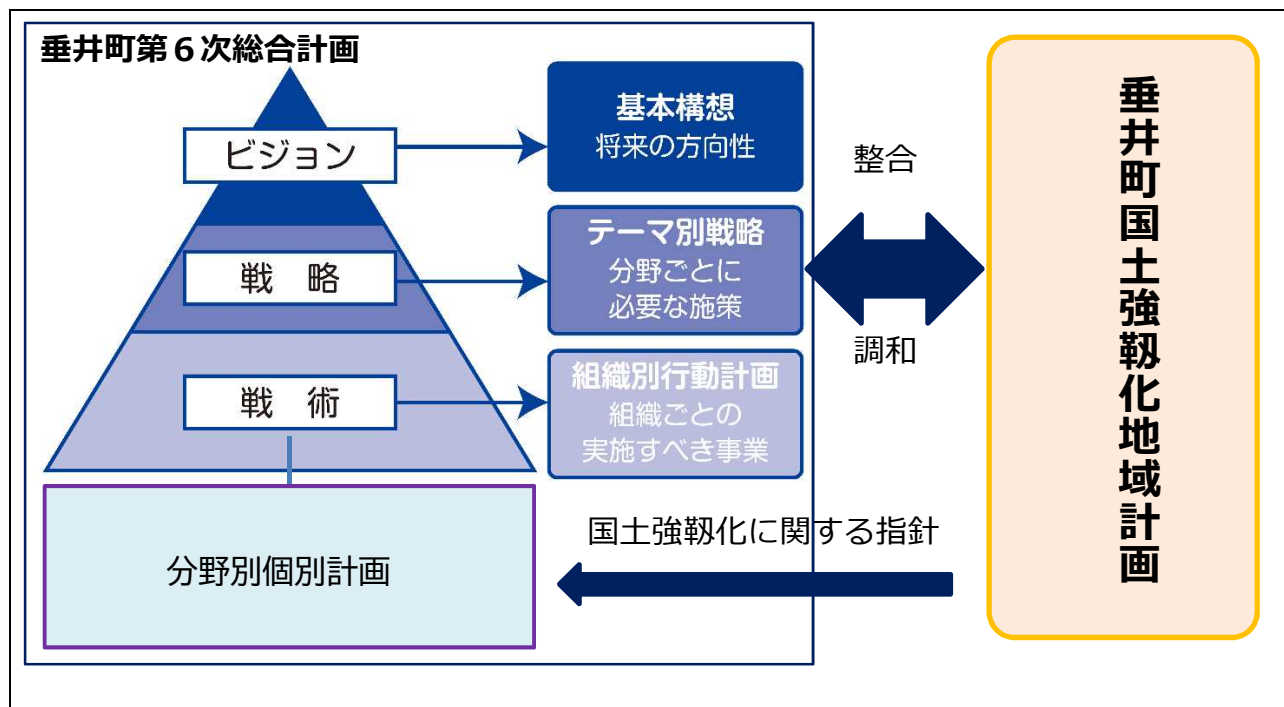 垂井町第６次総合計画
ビジョン
基本構想
将来の方向性
戦　略
テーマ別戦略
分野ごとに
必要な施策
戦　術
組織別行動計画
組織ごとの
実施すべき事業
分野別個別計画
整合
調和
国土強靱化に関する指針
垂井町国土強靱化地域計画